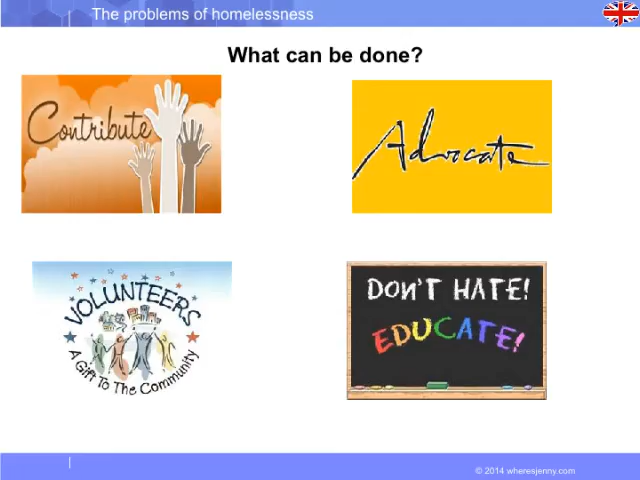 The problems of homelessness
What can be done?
Contribute
Advocate
VOLUNTEERS
A Gift To The Community
DON'T HATE!
EDUCATE!
© 2014 wheresjenny.com